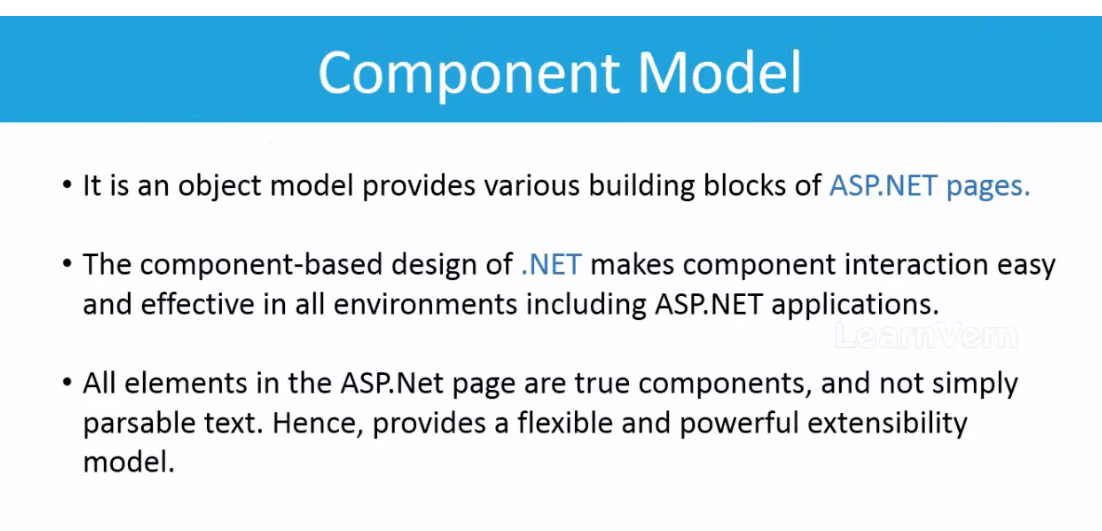 Component Model
• It is an object model provides various building blocks of ASP.NET pages.
• The component-based design of .NET makes component interaction easy
and effective in all environments including ASP.NET applications.
LearnVern
• All elements in the ASP.Net page are true components, and not simply
parsable text. Hence, provides a flexible and powerful extensibility
model.